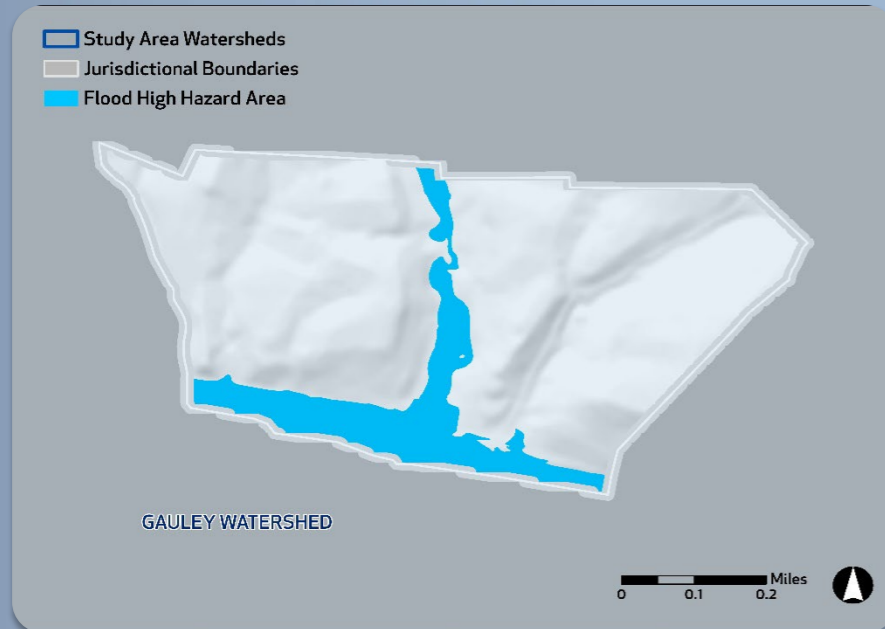 Study Area Watersheds
Jurisdictional Boundaries
Flood High Hazard Area
GAULEY WATERSHED
Miles
0 0.1 0.2